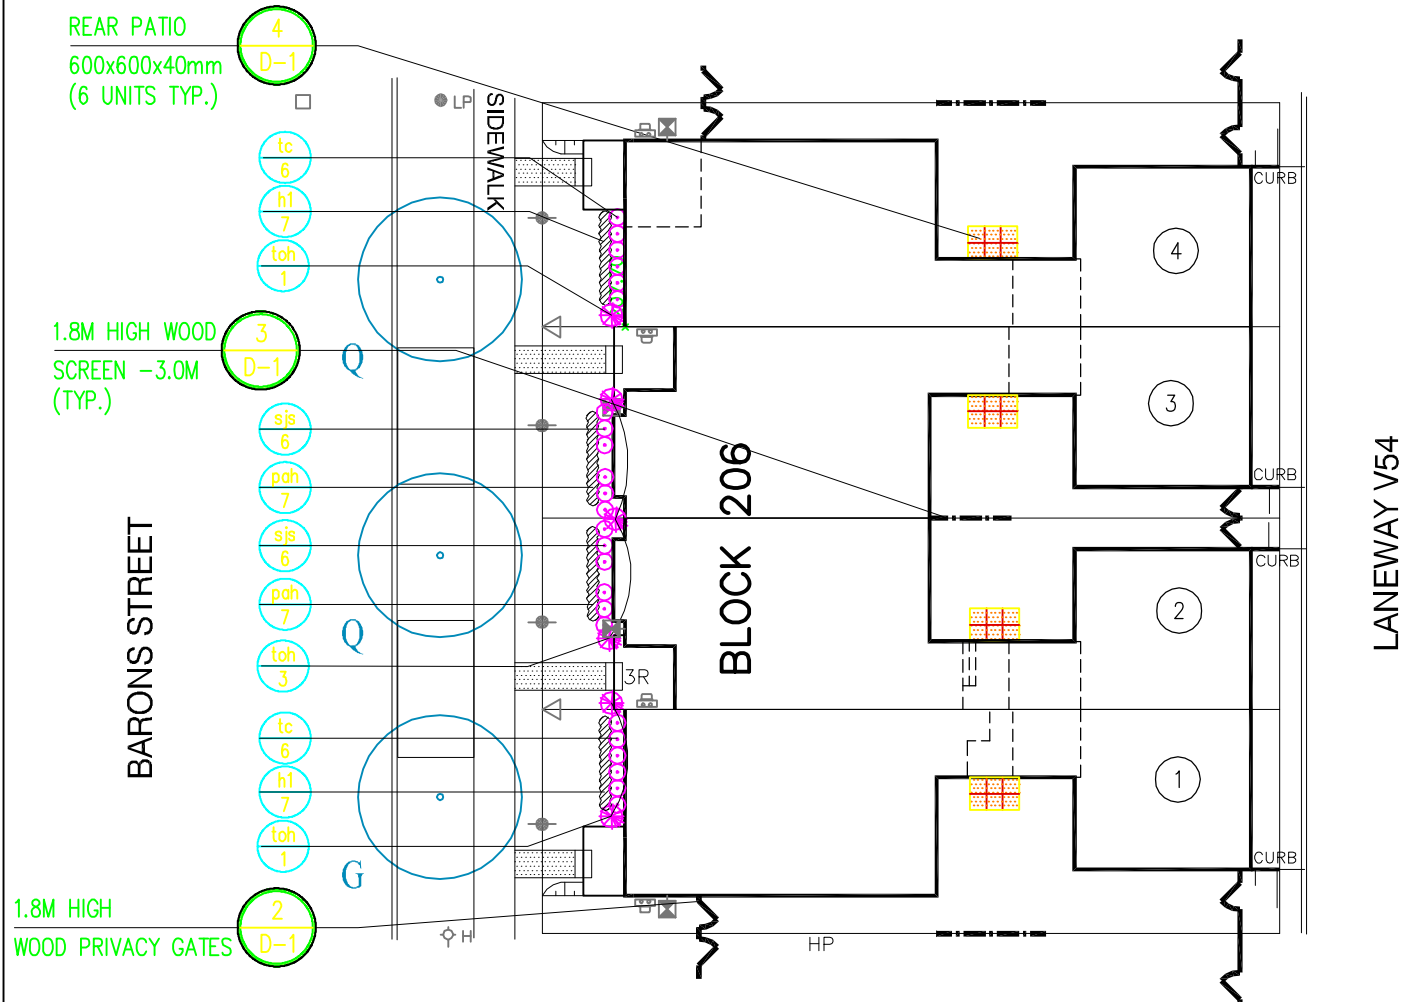 REAR PATIO
600x600x40mm
(6 UNITS TYP.)
4
D-1
LP
SIDEWALK
tc
6
h1
7
toh
1
1.8M HIGH WOOD
SCREEN -3.0M
(TYP.)
3
D-1
Q
sjs
6
pah
7
sjs
6
pah
7
toh
3
Q
tc
6
h1
7
toh
1
G
1.8M HIGH
WOOD PRIVACY GATES
2
D-1
H
BARONS STREET
BLOCK 206
3R
HP
CURB
4
3
CURB
CURB
2
1
CURB
LANEWAY V54